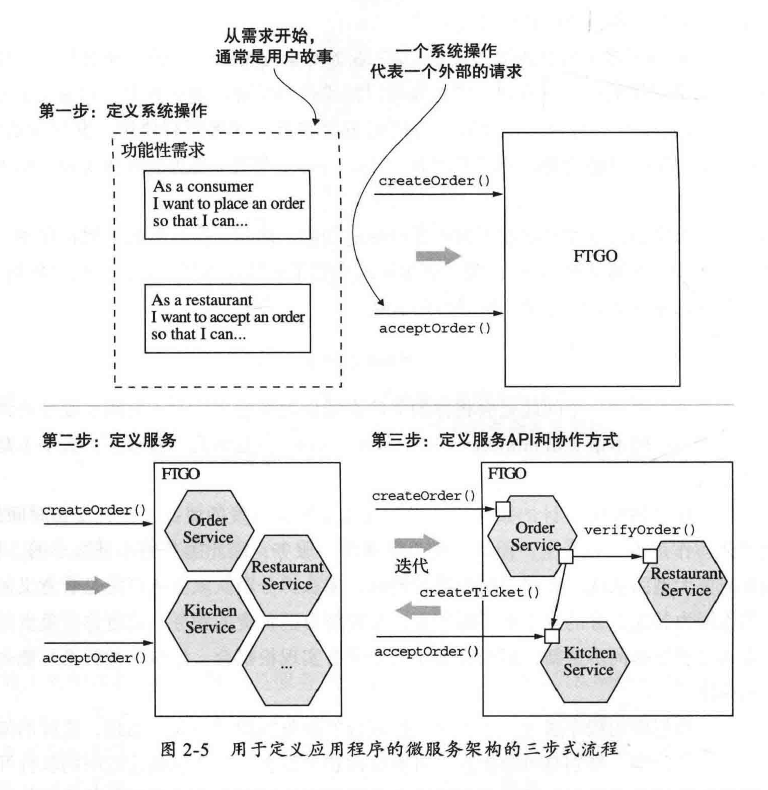 从需求开始，
通常是用户故事
一个系统操作
代表一个外部的请求
第一步：定义系统操作
功能性需求
As a consumer
I want to place an order
so that I can...
As a restaurant
I want to accept an order
so that I can...
createOrder()
acceptOrder()
FTGO
第二步：定义服务
FTGO
createOrder()
acceptOrder()
Order
Service
Restaurant
Service
Kitchen
Service
...
第三步：定义服务API和协作方式
FTGO
createOrder()
迭代
Order
Service
verifyOrder()
Restaurant
Service
createTicket()
acceptOrder()
Kitchen
Service
图 2-5 用于定义应用程序的微服务架构的三步式流程